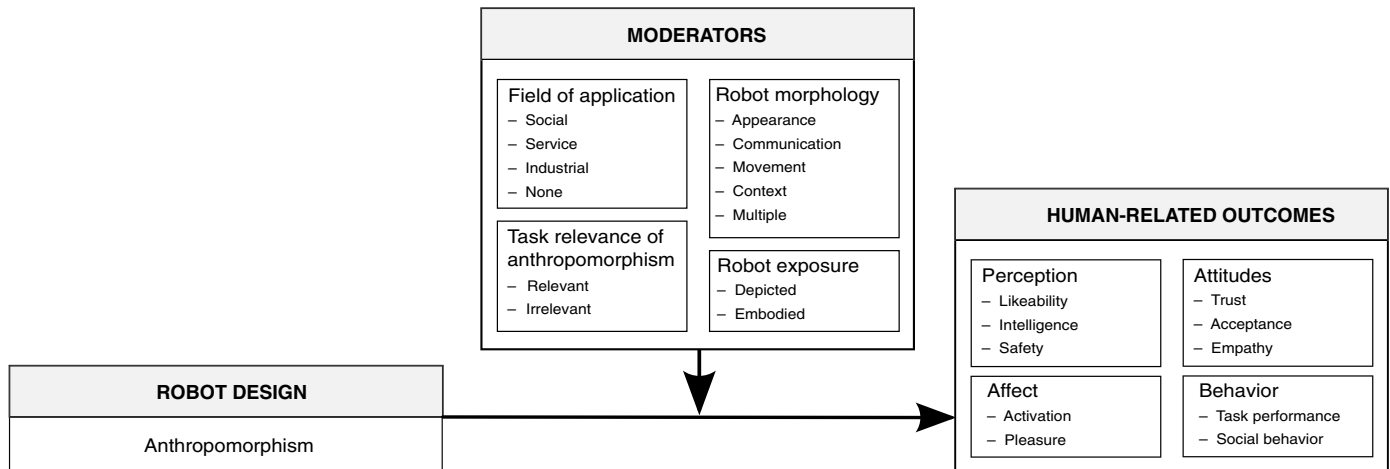 MODERATORS
Field of application
– Social
– Service
– Industrial
– None
Task relevance of
anthropomorphism
– Relevant
– Irrelevant
Robot morphology
– Appearance
– Communication
– Movement
– Context
– Multiple
Robot exposure
– Depicted
– Embodied
ROBOT DESIGN
Anthropomorphism
HUMAN-RELATED OUTCOMES
Perception
– Likeability
– Intelligence
– Safety
Attitudes
– Trust
– Acceptance
– Empathy
Affect
– Activation
– Pleasure
Behavior
– Task performance
– Social behavior